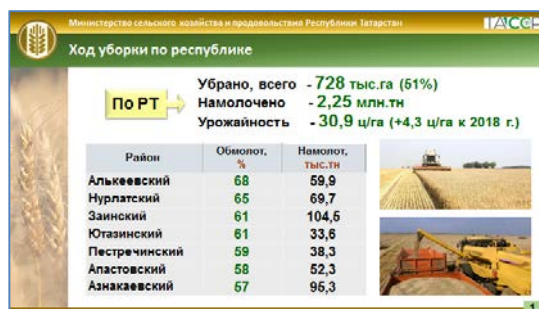 Министерство сельского хозяйства и продовольствия Республики Татарстан
Ход уборки по республике
По РТ
Убрано, всего - 728 тыс.га (51%)
Намолочено - 2,25 млн.тн
Урожайность - 30,9 ц/га (+4,3 ц/га к 2018 г.)
Район Обмолот, % Намолот, тыс.тн
Алькеевский 68 59,9
Нурлатский 65 69,7
Заинский 61 104,5
Ютазинский 61 33,6
Пестречинский 59 38,3
Апастовский 58 52,3
Азнакаевский 57 95,3
1